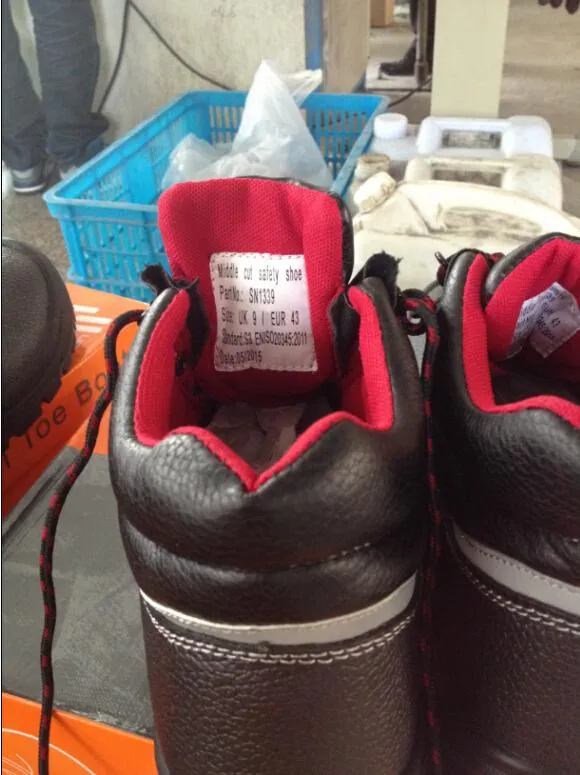 Middle cut safety shoe
PartNo.: SN1339
Size: UK 9 / EUR 43
Standard:S3 ENISO20345:2011
Date:05/2015
Toe Bo
43